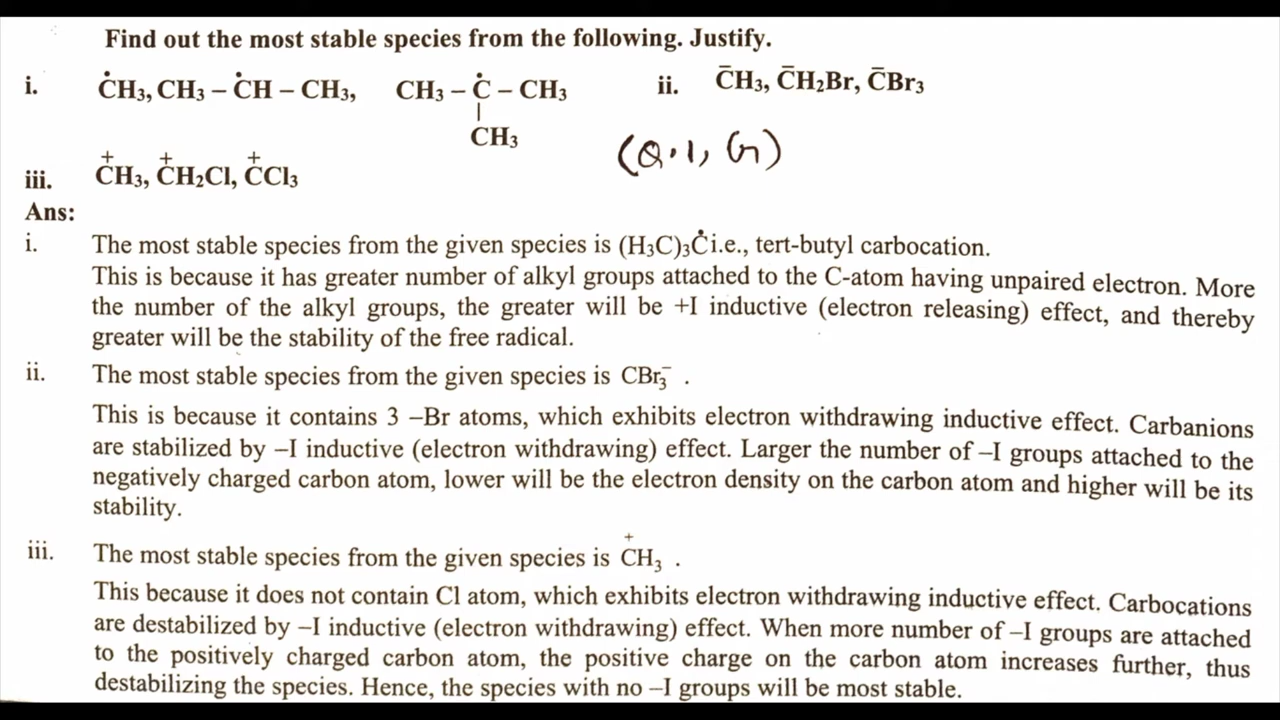 Find out the most stable species from the following. Justify.
i. ĊH₃, CH₃ – ĊH – CH₃, CH₃ – Ċ – CH₃ ii. C̄H₃, C̄H₂Br, C̄Br₃
|
CH₃
(Q.1, G)
iii. C⁺H₃, C⁺H₂Cl, C⁺Cl₃
Ans:
i. The most stable species from the given species is (H₃C)₃Ċ i.e., tert-butyl carbocation.
This is because it has greater number of alkyl groups attached to the C-atom having unpaired electron. More
the number of the alkyl groups, the greater will be +I inductive (electron releasing) effect, and thereby
greater will be the stability of the free radical.
ii. The most stable species from the given species is CBr₃⁻ .
This is because it contains 3 –Br atoms, which exhibits electron withdrawing inductive effect. Carbanions
are stabilized by –I inductive (electron withdrawing) effect. Larger the number of –I groups attached to the
negatively charged carbon atom, lower will be the electron density on the carbon atom and higher will be its
stability.
iii. The most stable species from the given species is C⁺H₃ .
This because it does not contain Cl atom, which exhibits electron withdrawing inductive effect. Carbocations
are destabilized by –I inductive (electron withdrawing) effect. When more number of –I groups are attached
to the positively charged carbon atom, the positive charge on the carbon atom increases further, thus
destabilizing the species. Hence, the species with no –I groups will be most stable.